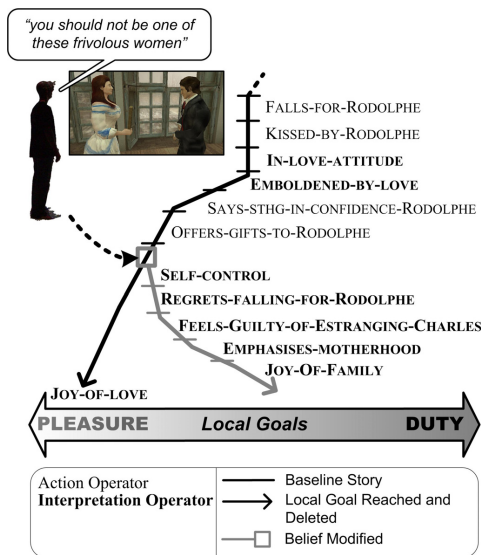 “you should not be one of
these frivolous women”
FALLS-FOR-RODOLPHE
KISSED-BY-RODOLPHE
IN-LOVE-ATTITUDE
EMBOLDENED-BY-LOVE
SAYS-STHG-IN-CONFIDENCE-RODOLPHE
OFFERS-GIFTS-TO-RODOLPHE
SELF-CONTROL
REGRETS-FALLING-FOR-RODOLPHE
FEELS-GUILTY-OF-ESTRANGING-CHARLES
EMPHASISES-MOTHERHOOD
JOY-OF-FAMILY
JOY-OF-LOVE
PLEASURE Local Goals DUTY
Action Operator
Interpretation Operator
Baseline Story
Local Goal Reached and
Deleted
Belief Modified